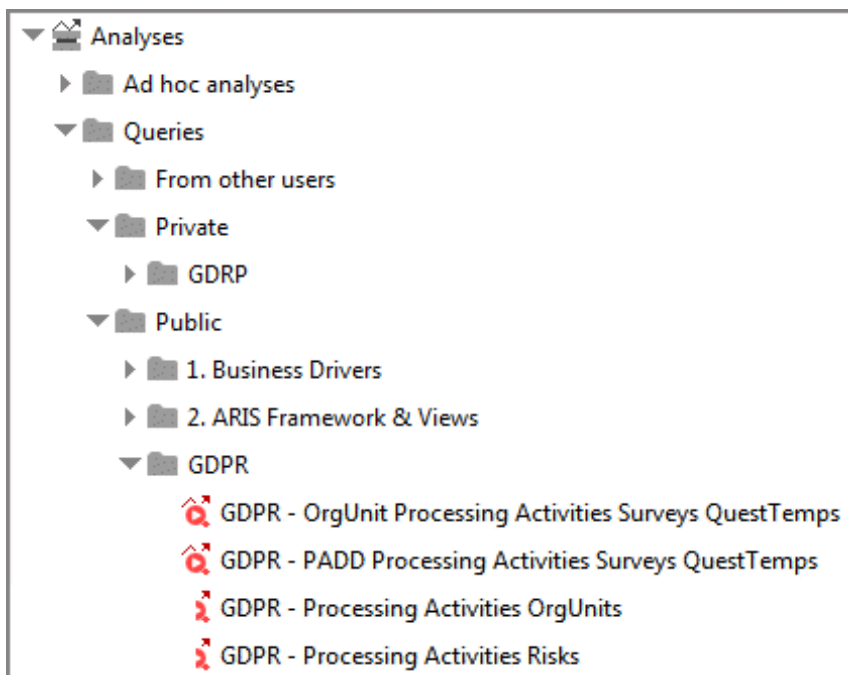 Analyses
Ad hoc analyses
Queries
From other users
Private
GDRP
Public
1. Business Drivers
2. ARIS Framework & Views
GDPR
GDPR - OrgUnit Processing Activities Surveys QuestTemps
GDPR - PADD Processing Activities Surveys QuestTemps
GDPR - Processing Activities OrgUnits
GDPR - Processing Activities Risks